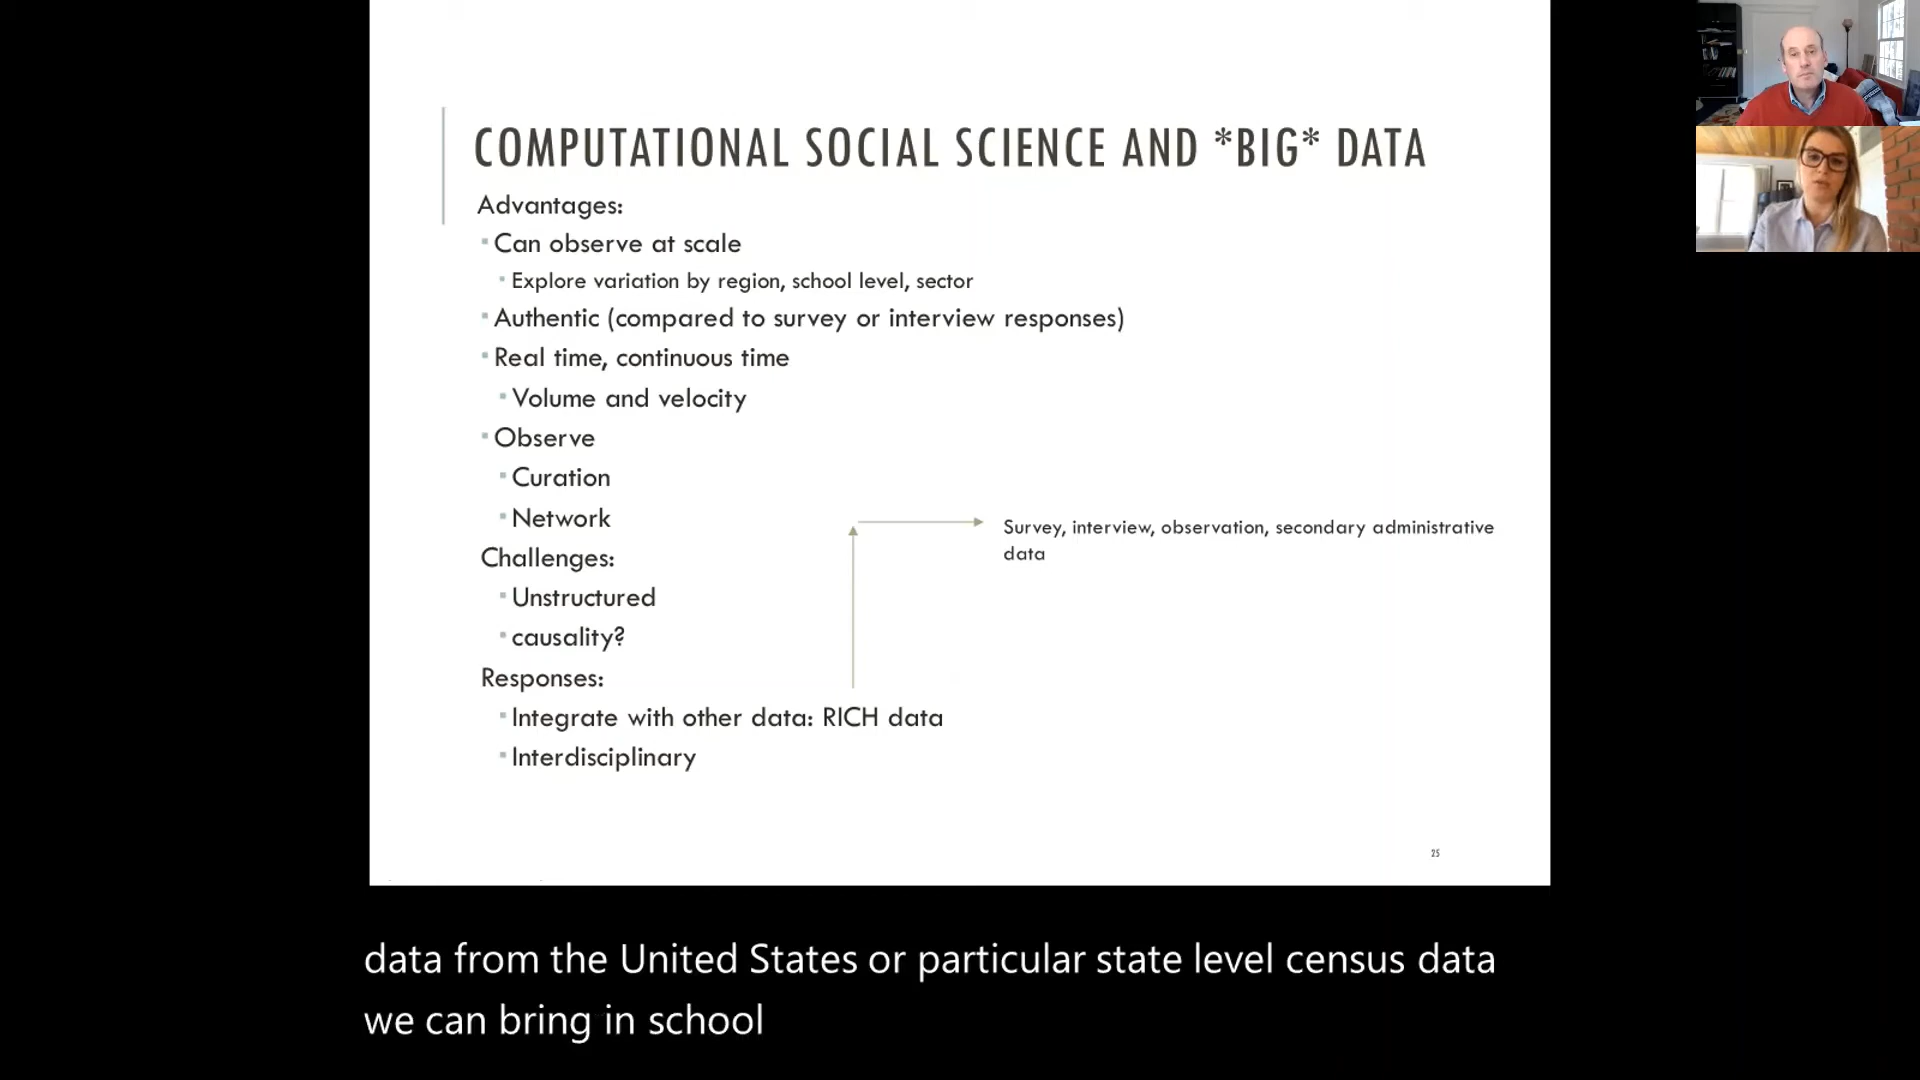 COMPUTATIONAL SOCIAL SCIENCE AND *BIG* DATA
Advantages:
Can observe at scale
Explore variation by region, school level, sector
Authentic (compared to survey or interview responses)
Real time, continuous time
Volume and velocity
Observe
Curation
Network
Challenges:
Unstructured
causality?
Responses:
Integrate with other data: RICH data
Interdisciplinary
Survey, interview, observation, secondary administrative
data
25
data from the United States or particular state level census data
we can bring in school